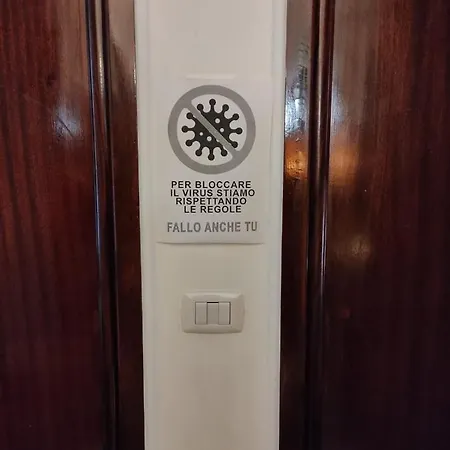 PER BLOCCARE
IL VIRUS STIAMO
RISPETTANDO
LE REGOLE
FALLO ANCHE TU